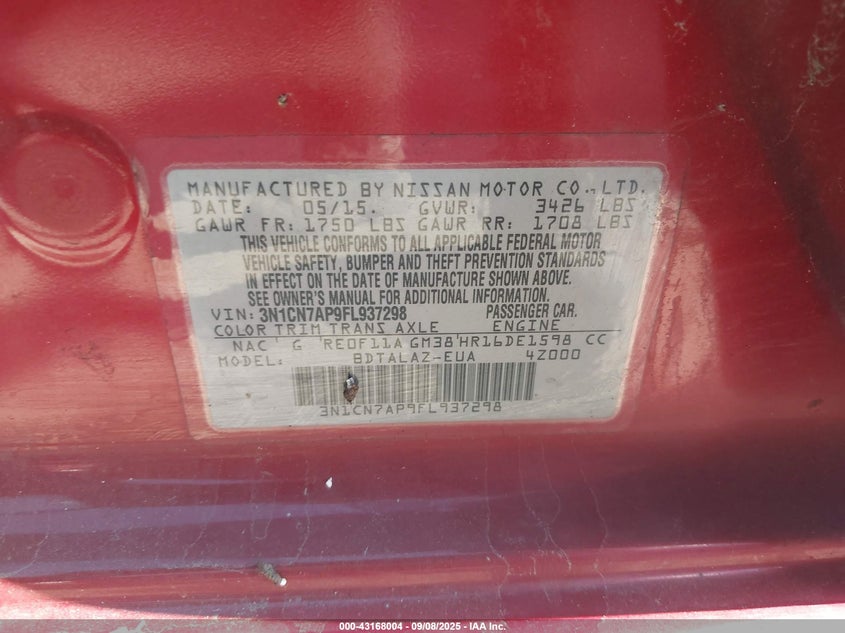 MANUFACTURED BY NISSAN MOTOR CO., LTD.
DATE: 05/15. GVWR: 3426 LBS
GAWR FR: 1750 LBS GAWR RR: 1708 LBS
THIS VEHICLE CONFORMS TO ALL APPLICABLE FEDERAL MOTOR
VEHICLE SAFETY, BUMPER AND THEFT PREVENTION STANDARDS
IN EFFECT ON THE DATE OF MANUFACTURE SHOWN ABOVE.
SEE OWNER'S MANUAL FOR ADDITIONAL INFORMATION.
VIN: 3N1CN7AP9FL937298 PASSENGER CAR.
COLOR TRIM TRANS AXLE ENGINE
NAC G RE0F11A GM38 HR16DE1598 CC
MODEL: BDTALAZ-EUA 4Z000
3N1CN7AP9FL937298
000-43168004 | 09/08/2025 | IAA Inc.